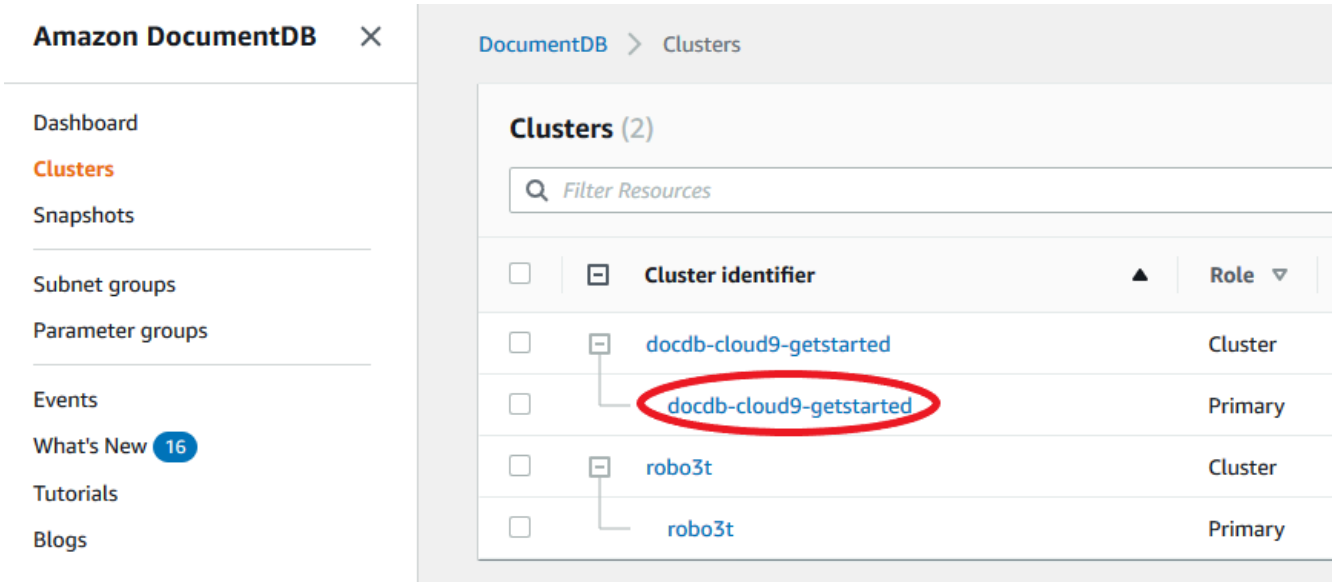 Amazon DocumentDB
Dashboard
Clusters
Snapshots
Subnet groups
Parameter groups
Events
What's New 16
Tutorials
Blogs
DocumentDB > Clusters
Clusters (2)
Filter Resources
Cluster identifier Role
docdb-cloud9-getstarted Cluster
docdb-cloud9-getstarted Primary
robo3t Cluster
robo3t Primary